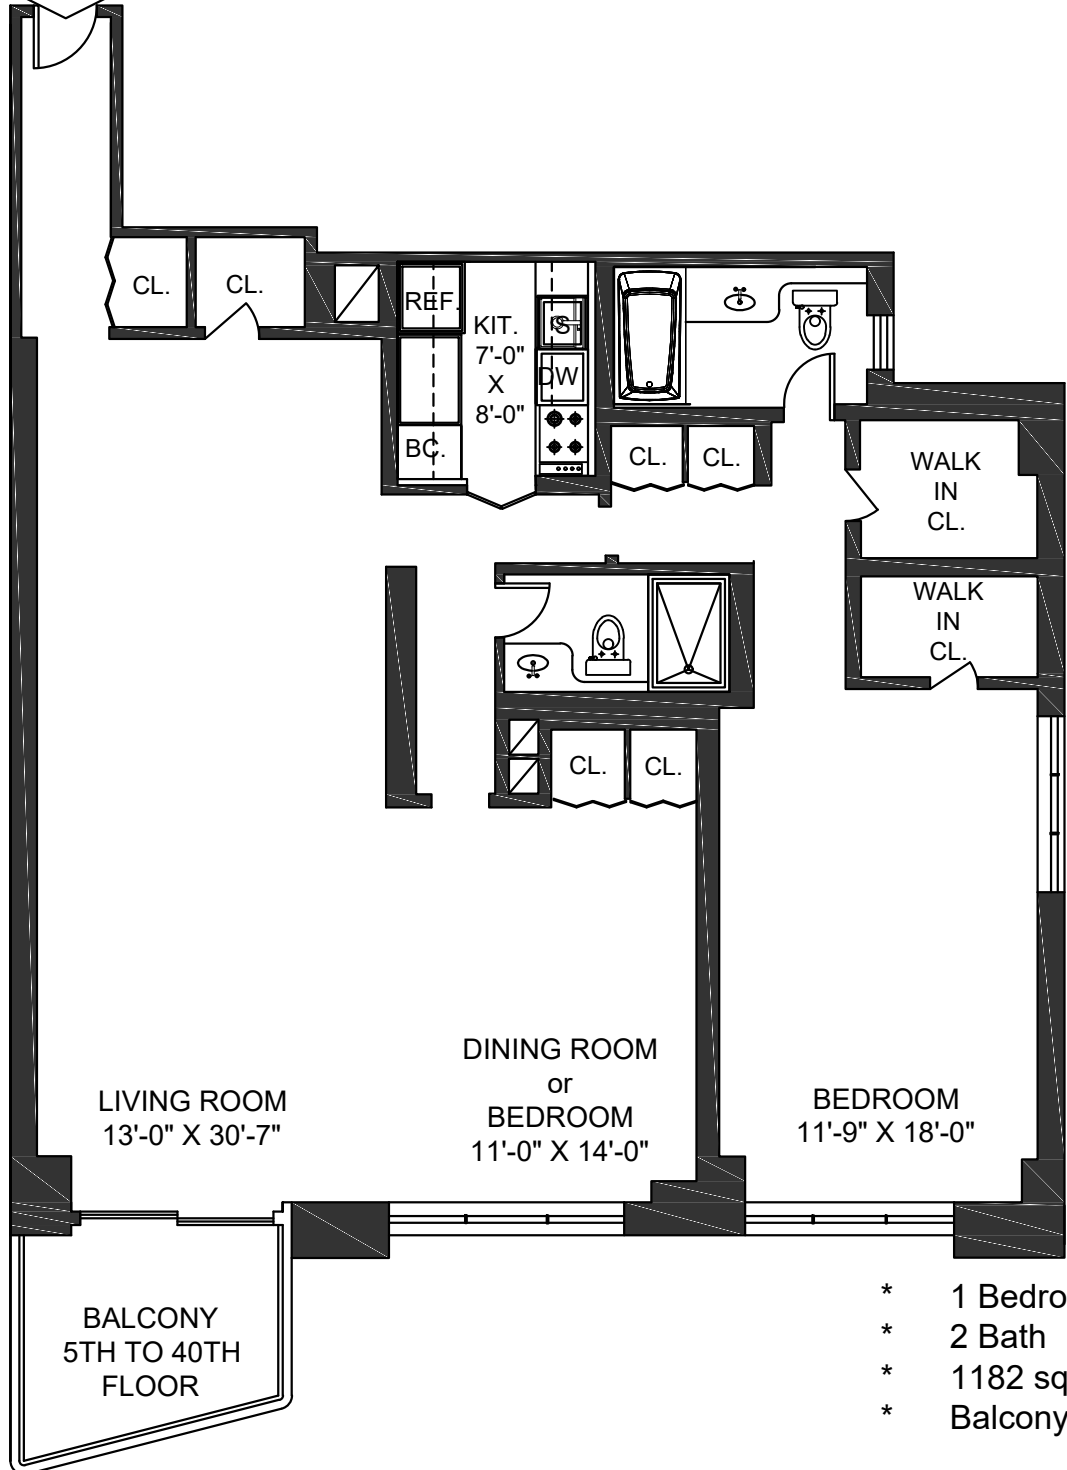 CL.
CL.
REF.
KIT.
7'-0"
X
8'-0"
S
DW
BC.
CL.
CL.
WALK
IN
CL.
WALK
IN
CL.
CL.
CL.
LIVING ROOM
13'-0" X 30'-7"
DINING ROOM
or
BEDROOM
11'-0" X 14'-0"
BEDROOM
11'-9" X 18'-0"
BALCONY
5TH TO 40TH
FLOOR
* 1 Bedro
* 2 Bath
* 1182 sq
* Balcony